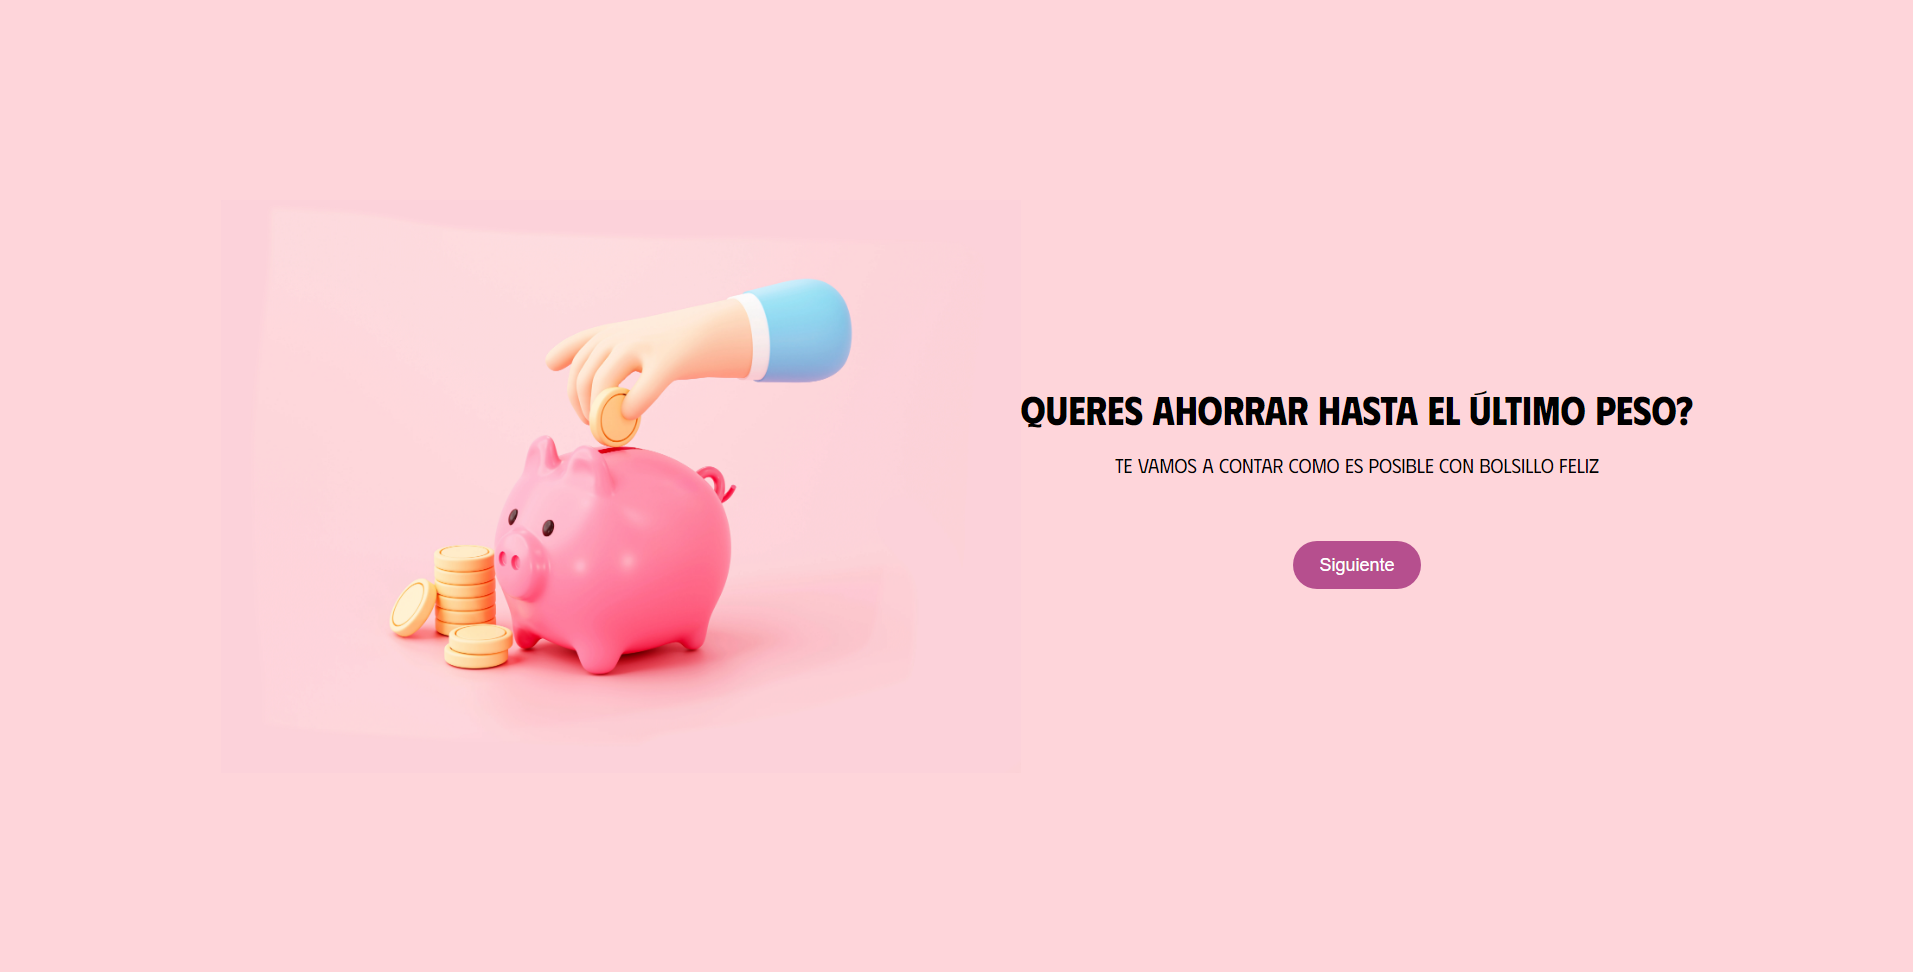 QUERES AHORRAR HASTA EL ÚLTIMO PESO?
TE VAMOS A CONTAR COMO ES POSIBLE CON BOLSILLO FELIZ
Siguiente